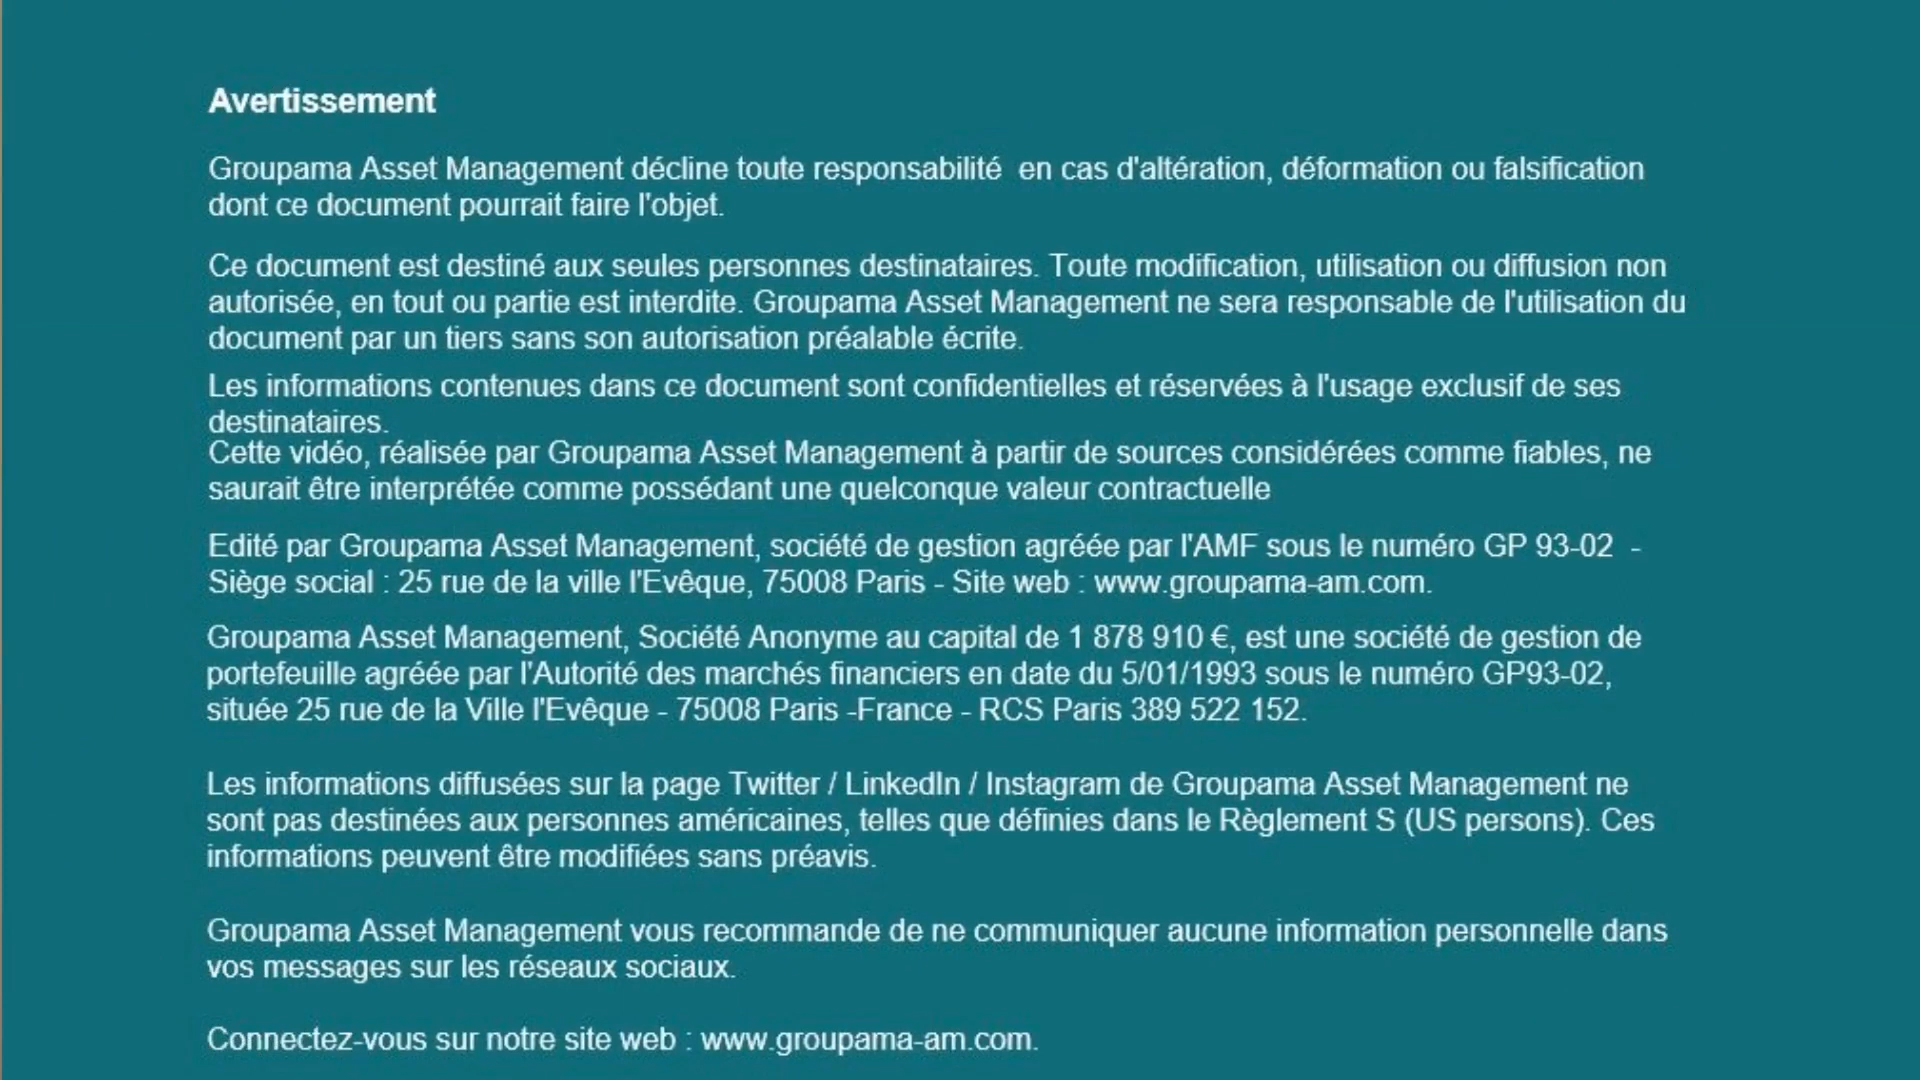 Avertissement
Groupama Asset Management décline toute responsabilité  en cas d'altération, déformation ou falsification
dont ce document pourrait faire l'objet.
Ce document est destiné aux seules personnes destinataires. Toute modification, utilisation ou diffusion non
autorisée, en tout ou partie est interdite. Groupama Asset Management ne sera responsable de l'utilisation du
document par un tiers sans son autorisation préalable écrite.
Les informations contenues dans ce document sont confidentielles et réservées à l'usage exclusif de ses
destinataires.
Cette vidéo, réalisée par Groupama Asset Management à partir de sources considérées comme fiables, ne
saurait être interprétée comme possédant une quelconque valeur contractuelle
Edité par Groupama Asset Management, société de gestion agréée par l'AMF sous le numéro GP 93-02  -
Siège social : 25 rue de la ville l'Evêque, 75008 Paris - Site web : www.groupama-am.com.
Groupama Asset Management, Société Anonyme au capital de 1 878 910 €, est une société de gestion de
portefeuille agréée par l'Autorité des marchés financiers en date du 5/01/1993 sous le numéro GP93-02,
située 25 rue de la Ville l'Evêque - 75008 Paris -France - RCS Paris 389 522 152.
Les informations diffusées sur la page Twitter / LinkedIn / Instagram de Groupama Asset Management ne
sont pas destinées aux personnes américaines, telles que définies dans le Règlement S (US persons). Ces
informations peuvent être modifiées sans préavis.
Groupama Asset Management vous recommande de ne communiquer aucune information personnelle dans
vos messages sur les réseaux sociaux.
Connectez-vous sur notre site web : www.groupama-am.com.